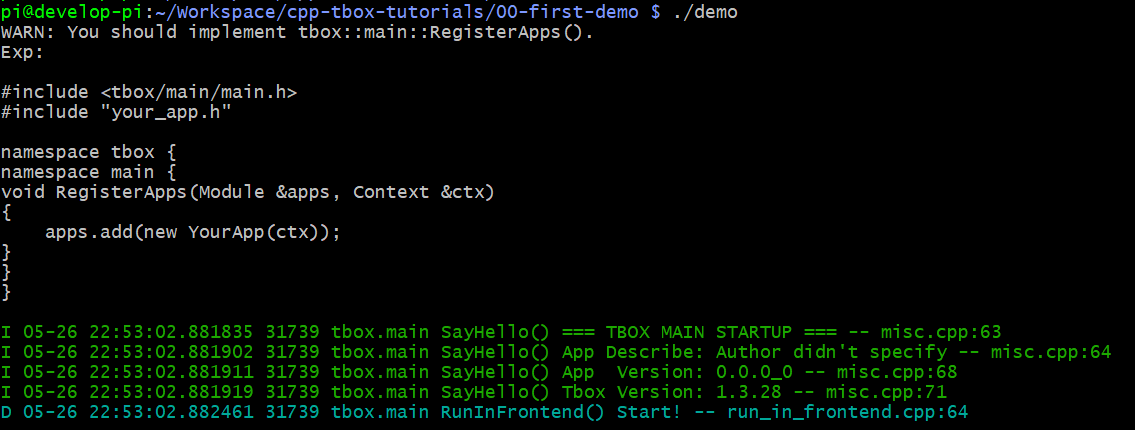 pi@develop-pi:~/Workspace/cpp-tbox-tutorials/00-first-demo $ ./demo
WARN: You should implement tbox::main::RegisterApps().
Exp:

#include <tbox/main/main.h>
#include "your_app.h"

namespace tbox {
namespace main {
void RegisterApps(Module &apps, Context &ctx)
{
    apps.add(new YourApp(ctx));
}
}
}

I 05-26 22:53:02.881835 31739 tbox.main SayHello() === TBOX MAIN STARTUP === -- misc.cpp:63
I 05-26 22:53:02.881902 31739 tbox.main SayHello() App Describe: Author didn't specify -- misc.cpp:64
I 05-26 22:53:02.881911 31739 tbox.main SayHello() App  Version: 0.0.0_0 -- misc.cpp:68
I 05-26 22:53:02.881919 31739 tbox.main SayHello() Tbox Version: 1.3.28 -- misc.cpp:71
D 05-26 22:53:02.882461 31739 tbox.main RunInFrontend() Start! -- run_in_frontend.cpp:64